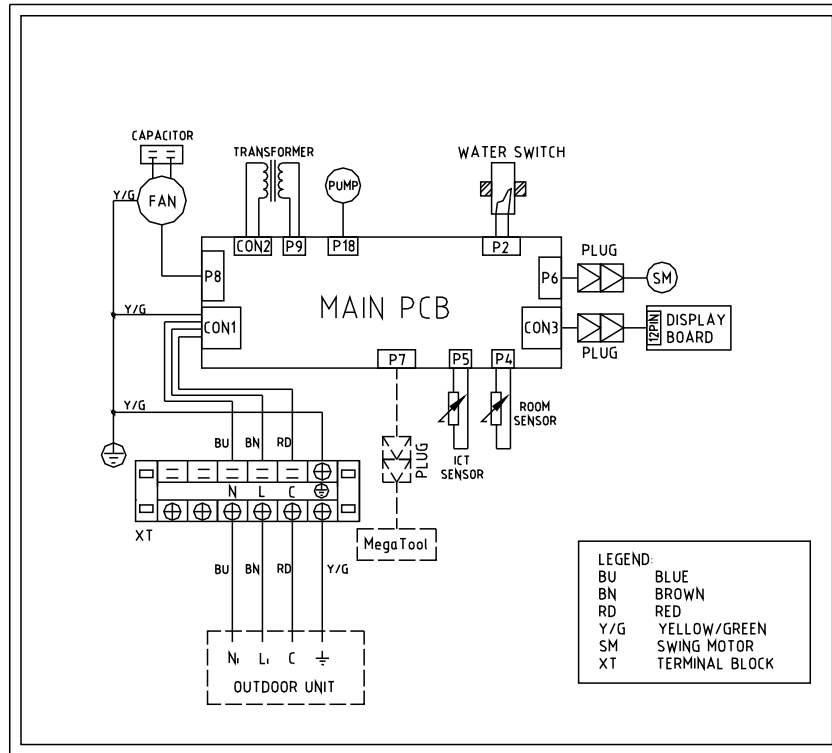 CAPACITOR
TRANSFORMER
WATER SWITCH
PUMP
Y/G
FAN
CON2
P9
P18
P2
PLUG
P8
P6
SM
MAIN PCB
Y/G
CON1
CON3
12PIN
DISPLAY
BOARD
PLUG
P7
P5
P4
Y/G
ROOM
SENSOR
BU
BN
RD
PLUG
ICT
SENSOR
N
L
C
XT
MegaTool
BU
BN
RD
Y/G
N₁
L₁
C
OUTDOOR UNIT
LEGEND:
BU BLUE
BN BROWN
RD RED
Y/G YELLOW/GREEN
SM SWING MOTOR
XT TERMINAL BLOCK